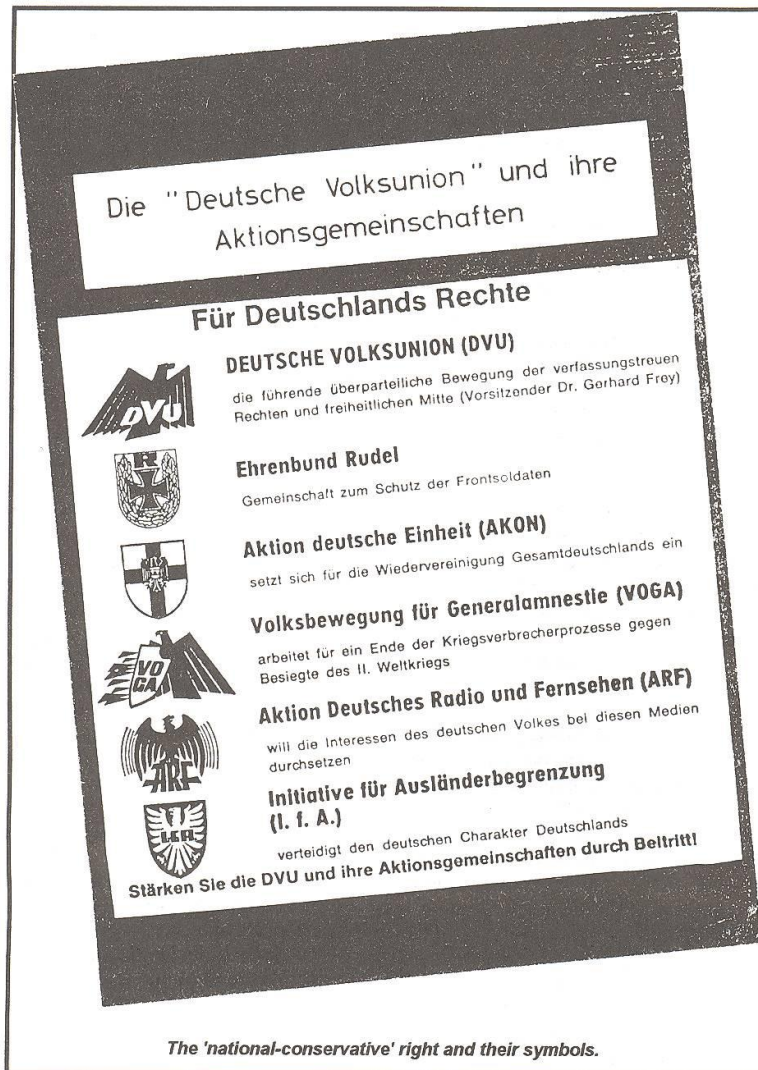 Die "Deutsche Volksunion" und ihre
Aktionsgemeinschaften
Für Deutschlands Rechte
DEUTSCHE VOLKSUNION (DVU)
die führende überparteiliche Bewegung der verfassungstreuen
Rechten und freiheitlichen Mitte (Vorsitzender Dr. Gerhard Frey)
DVU
Ehrenbund Rudel
Gemeinschaft zum Schutz der Frontsoldaten
R
Aktion deutsche Einheit (AKON)
setzt sich für die Wiedervereinigung Gesamtdeutschlands ein
Volksbewegung für Generalamnestie (VOGA)
arbeitet für ein Ende der Kriegsverbrecherprozesse gegen
Besiegte des II. Weltkriegs
VO
GA
Aktion Deutsches Radio und Fernsehen (ARF)
will die Interessen des deutschen Volkes bei diesen Medien
durchsetzen
ARF
Initiative für Ausländerbegrenzung
(I. f. A.)
verteidigt den deutschen Charakter Deutschlands
I.f.A
Stärken Sie die DVU und ihre Aktionsgemeinschaften durch Beitritt!
The 'national-conservative' right and their symbols.